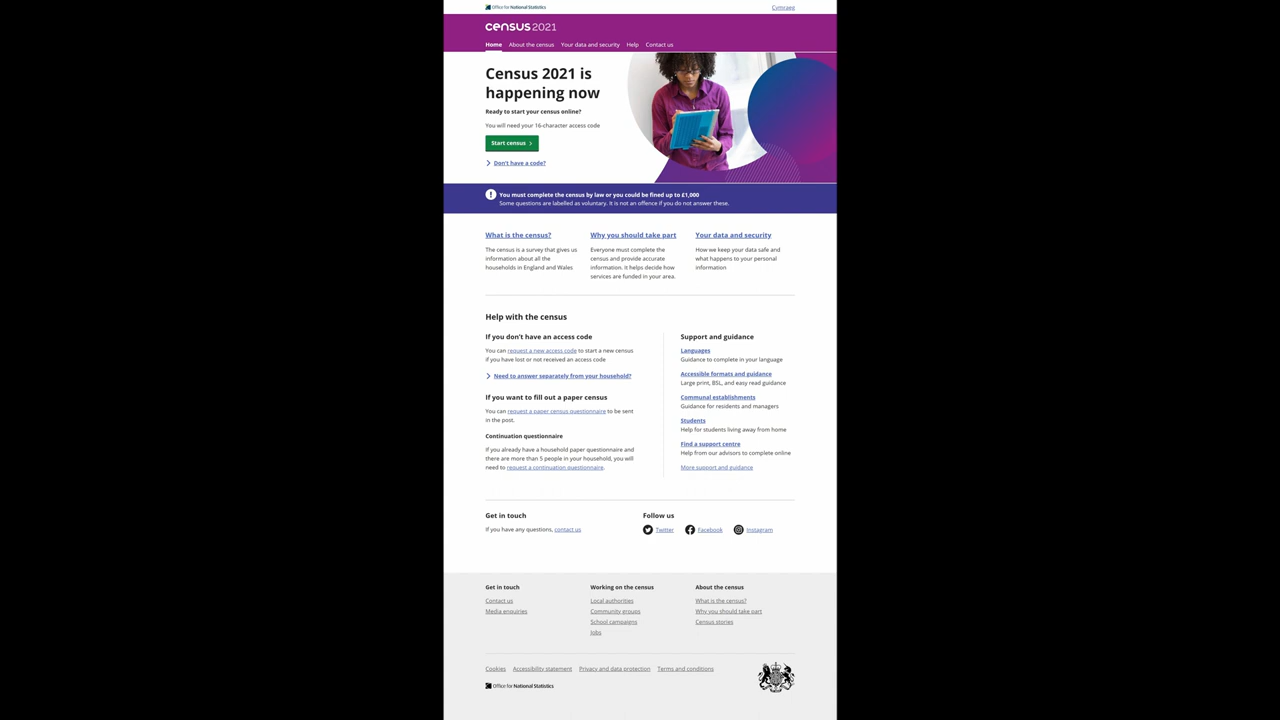 Office for National Statistics
Cymraeg
census 2021
Home About the census Your data and security Help Contact us
Census 2021 is
happening now
Ready to start your census online?
You will need your 16-character access code
Start census
Don't have a code?
You must complete the census by law or you could be fined up to £1,000
Some questions are labelled as voluntary. It is not an offence if you do not answer these.
What is the census?
The census is a survey that gives us
information about all the
households in England and Wales
Why you should take part
Everyone must complete the
census and provide accurate
information. It helps decide how
services are funded in your area.
Your data and security
How we keep your data safe and
what happens to your personal
information
Help with the census
If you don't have an access code
You can request a new access code to start a new census
if you have lost or not received an access code
Need to answer separately from your household?
If you want to fill out a paper census
You can request a paper census questionnaire to be sent
in the post.
Continuation questionnaire
If you already have a household paper questionnaire and
there are more than 5 people in your household, you will
need to request a continuation questionnaire.
Support and guidance
Languages
Guidance to complete in your language
Accessible formats and guidance
Large print, BSL, and easy read guidance
Communal establishments
Guidance for residents and managers
Students
Help for students living away from home
Find a support centre
Help from our advisors to complete online
More support and guidance
Get in touch
If you have any questions, contact us
Follow us
Twitter Facebook Instagram
Get in touch
Contact us
Media enquiries
Working on the census
Local authorities
Community groups
School campaigns
Jobs
About the census
What is the census?
Why you should take part
Census stories
Cookies Accessibility statement Privacy and data protection Terms and conditions
Office for National Statistics